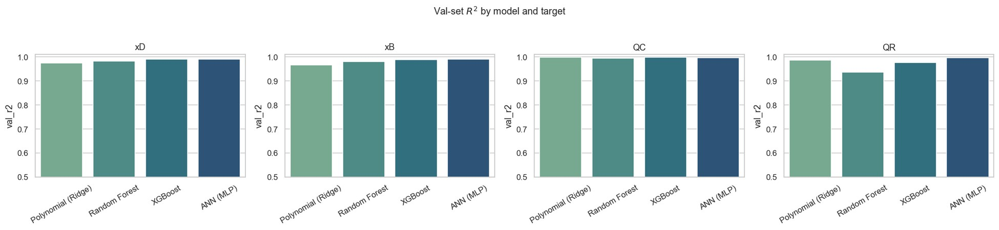 Val-set R² by model and target
xD
val_r2
1.0
0.9
0.8
0.7
0.6
0.5
Polynomial (Ridge)
Random Forest
XGBoost
ANN (MLP)
xB
val_r2
1.0
0.9
0.8
0.7
0.6
0.5
Polynomial (Ridge)
Random Forest
XGBoost
ANN (MLP)
QC
val_r2
1.0
0.9
0.8
0.7
0.6
0.5
Polynomial (Ridge)
Random Forest
XGBoost
ANN (MLP)
QR
val_r2
1.0
0.9
0.8
0.7
0.6
0.5
Polynomial (Ridge)
Random Forest
XGBoost
ANN (MLP)